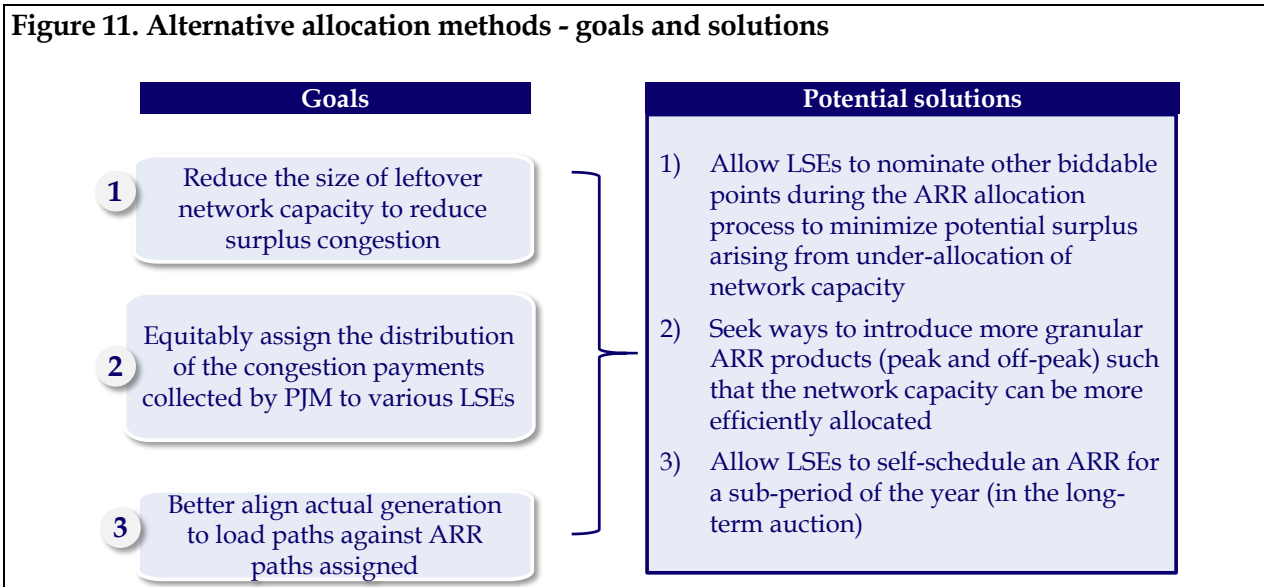 Figure 11. Alternative allocation methods - goals and solutions
Goals
1
Reduce the size of leftover
network capacity to reduce
surplus congestion
2
Equitably assign the distribution
of the congestion payments
collected by PJM to various LSEs
3
Better align actual generation
to load paths against ARR
paths assigned
Potential solutions
1) Allow LSEs to nominate other biddable
points during the ARR allocation
process to minimize potential surplus
arising from under-allocation of
network capacity
2) Seek ways to introduce more granular
ARR products (peak and off-peak) such
that the network capacity can be more
efficiently allocated
3) Allow LSEs to self-schedule an ARR for
a sub-period of the year (in the long-
term auction)